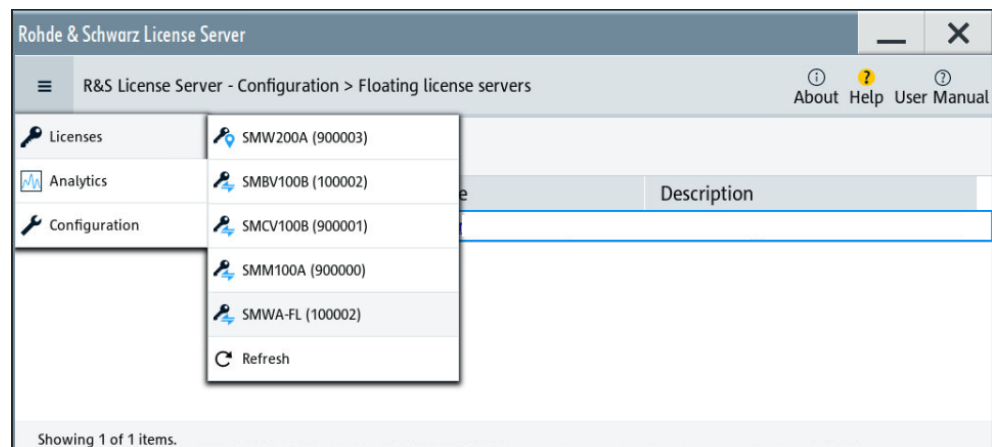 Rohde & Schwarz License Server
R&S License Server - Configuration > Floating license servers
About Help User Manual
Licenses
SMW200A (900003)
Analytics
SMBV100B (100002)
e
Description
Configuration
SMCV100B (900001)
SMM100A (900000)
SMWA-FL (100002)
Refresh
Showing 1 of 1 items.